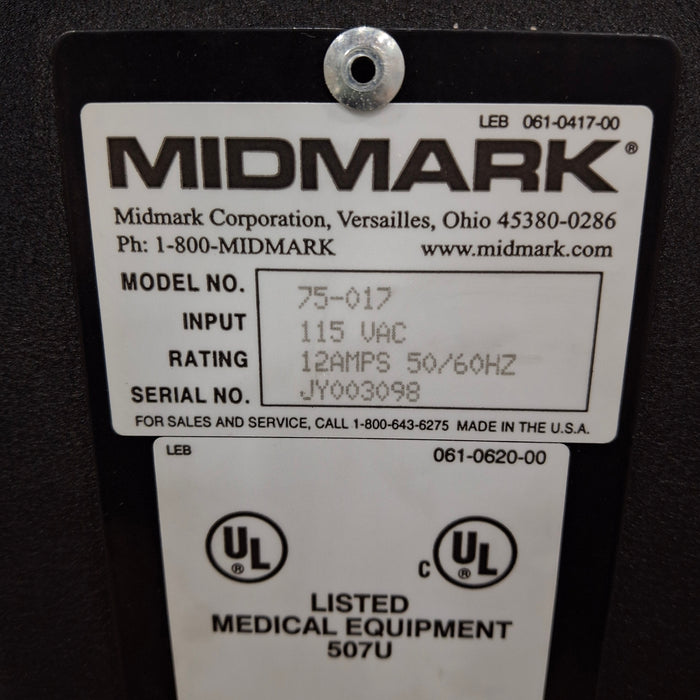 LEB 061-0417-00
MIDMARK®
Midmark Corporation, Versailles, Ohio 45380-0286
Ph: 1-800-MIDMARK www.midmark.com
MODEL NO. 75-017
INPUT 115 VAC
RATING 12AMPS 50/60HZ
SERIAL NO. JY003098
FOR SALES AND SERVICE, CALL 1-800-643-6275 MADE IN THE U.S.A.
LEB 061-0620-00
UL® C UL®
LISTED
MEDICAL EQUIPMENT
507U